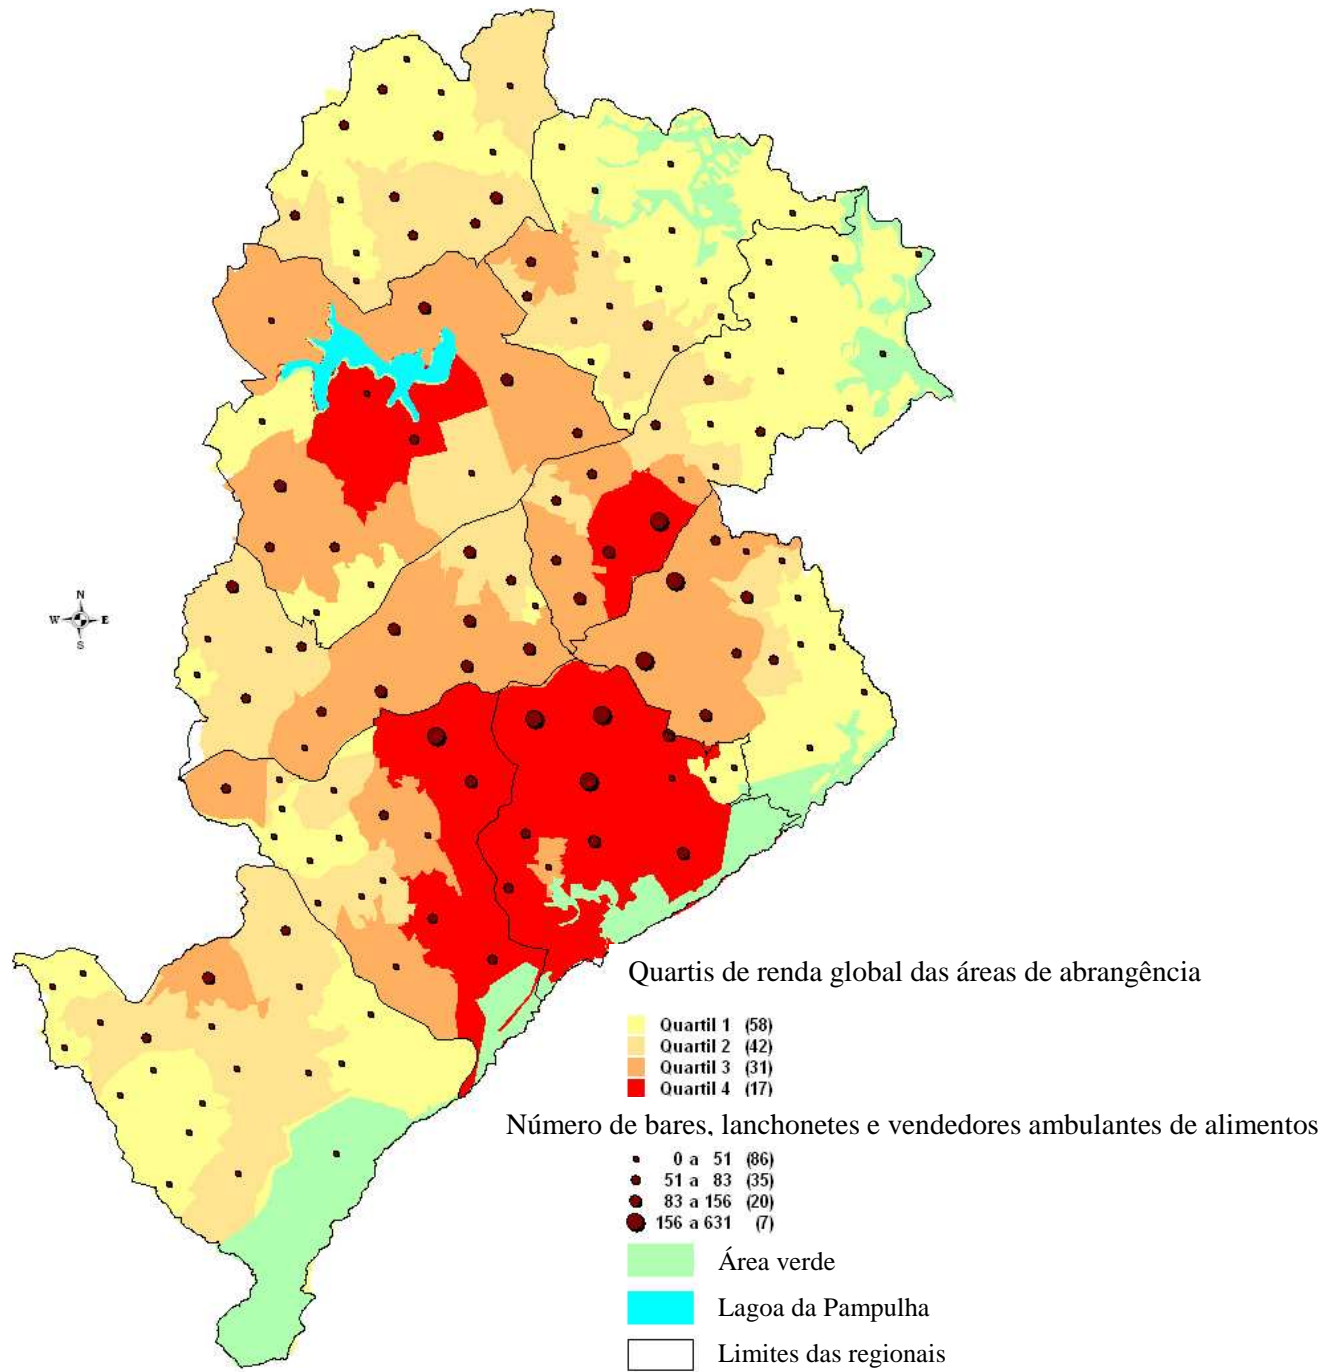 N
W E
S
Quartis de renda global das áreas de abrangência
Quartil 1 (58)
Quartil 2 (42)
Quartil 3 (31)
Quartil 4 (17)
Número de bares, lanchonetes e vendedores ambulantes de alimentos
0 a 51 (86)
51 a 83 (35)
83 a 156 (20)
156 a 631 (7)
Área verde
Lagoa da Pampulha
Limites das regionais